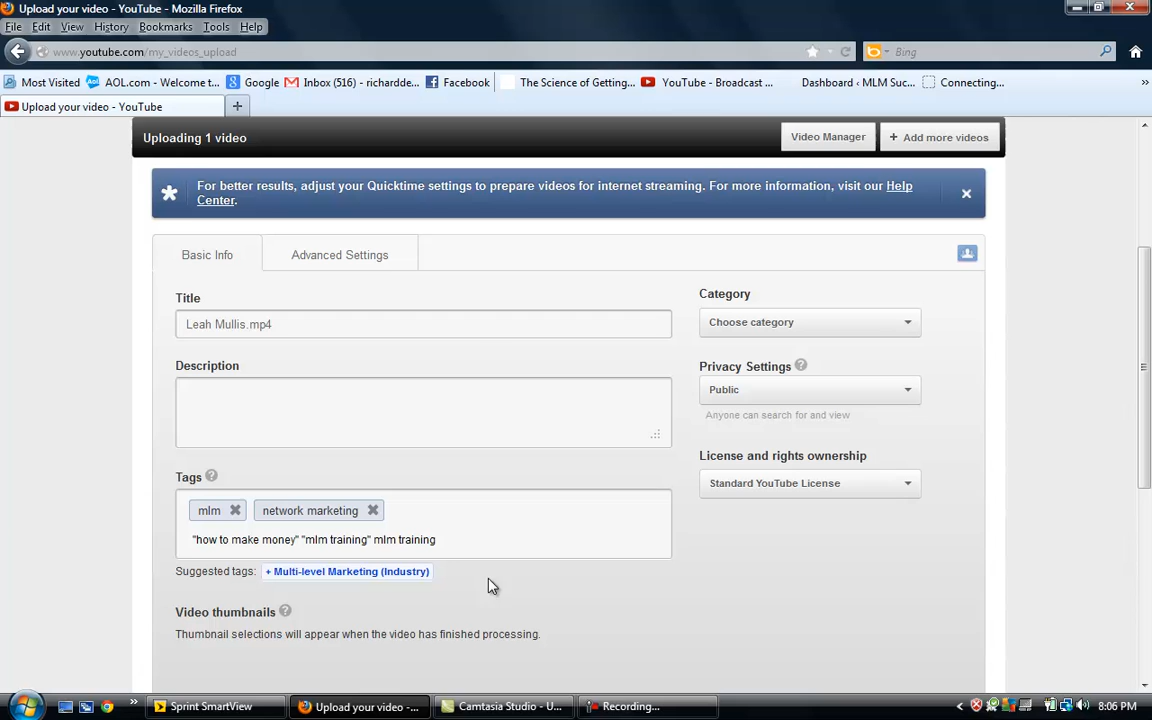 Upload your video - YouTube - Mozilla Firefox
File Edit View History Bookmarks Tools Help
www.youtube.com/my_videos_upload
Bing
Most Visited AOL.com - Welcome t... Google Inbox (516) - richardde... Facebook The Science of Getting... YouTube - Broadcast ... Dashboard ‹ MLM Suc... Connecting... »
Upload your video - YouTube +
Uploading 1 video
Video Manager
+ Add more videos
For better results, adjust your Quicktime settings to prepare videos for internet streaming. For more information, visit our Help
Center.
Basic Info
Advanced Settings
Title
Leah Mullis.mp4
Description
Tags ?
mlm network marketing
"how to make money" "mlm training" mlm training
Suggested tags: + Multi-level Marketing (Industry)
Video thumbnails ?
Thumbnail selections will appear when the video has finished processing.
Category
Choose category
Privacy Settings ?
Public
Anyone can search for and view
License and rights ownership
Standard YouTube License
» Sprint SmartView Upload your video -... Camtasia Studio - U... Recording... 8:06 PM